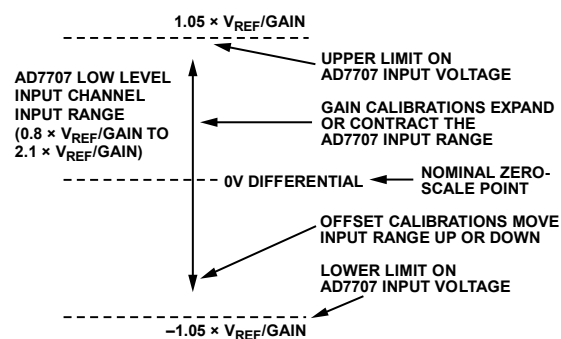 1.05 × VREF/GAIN
UPPER LIMIT ON
AD7707 INPUT VOLTAGE
AD7707 LOW LEVEL
INPUT CHANNEL
INPUT RANGE
(0.8 × VREF/GAIN TO
2.1 × VREF/GAIN)
GAIN CALIBRATIONS EXPAND
OR CONTRACT THE
AD7707 INPUT RANGE
0V DIFFERENTIAL
NOMINAL ZERO-
SCALE POINT
OFFSET CALIBRATIONS MOVE
INPUT RANGE UP OR DOWN
LOWER LIMIT ON
AD7707 INPUT VOLTAGE
–1.05 × VREF/GAIN